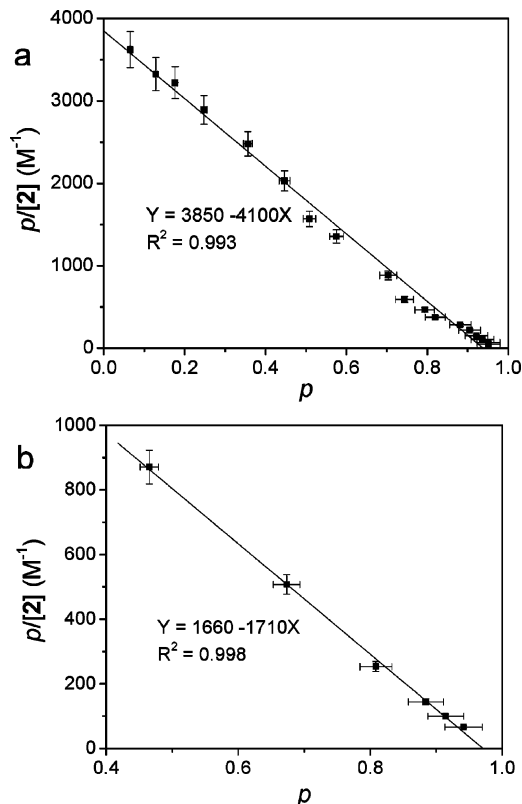 a
4000
3000
2000
1000
0
p/[2] (M⁻¹)
Y = 3850 -4100X
R² = 0.993
0.0 0.2 0.4 0.6 0.8 1.0
p
b
1000
800
600
400
200
0
p/[2] (M⁻¹)
Y = 1660 -1710X
R² = 0.998
0.4 0.6 0.8 1.0
p